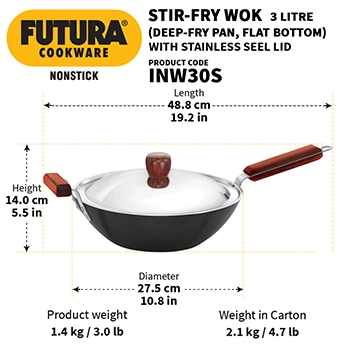 FUTURA®
COOKWARE
NONSTICK
STIR-FRY WOK 3 LITRE
(DEEP-FRY PAN, FLAT BOTTOM)
WITH STAINLESS SEEL LID
PRODUCT CODE
INW30S
Length
48.8 cm
19.2 in
Height
14.0 cm
5.5 in
Diameter
27.5 cm
10.8 in
Product weight
1.4 kg / 3.0 lb
Weight in Carton
2.1 kg / 4.7 lb